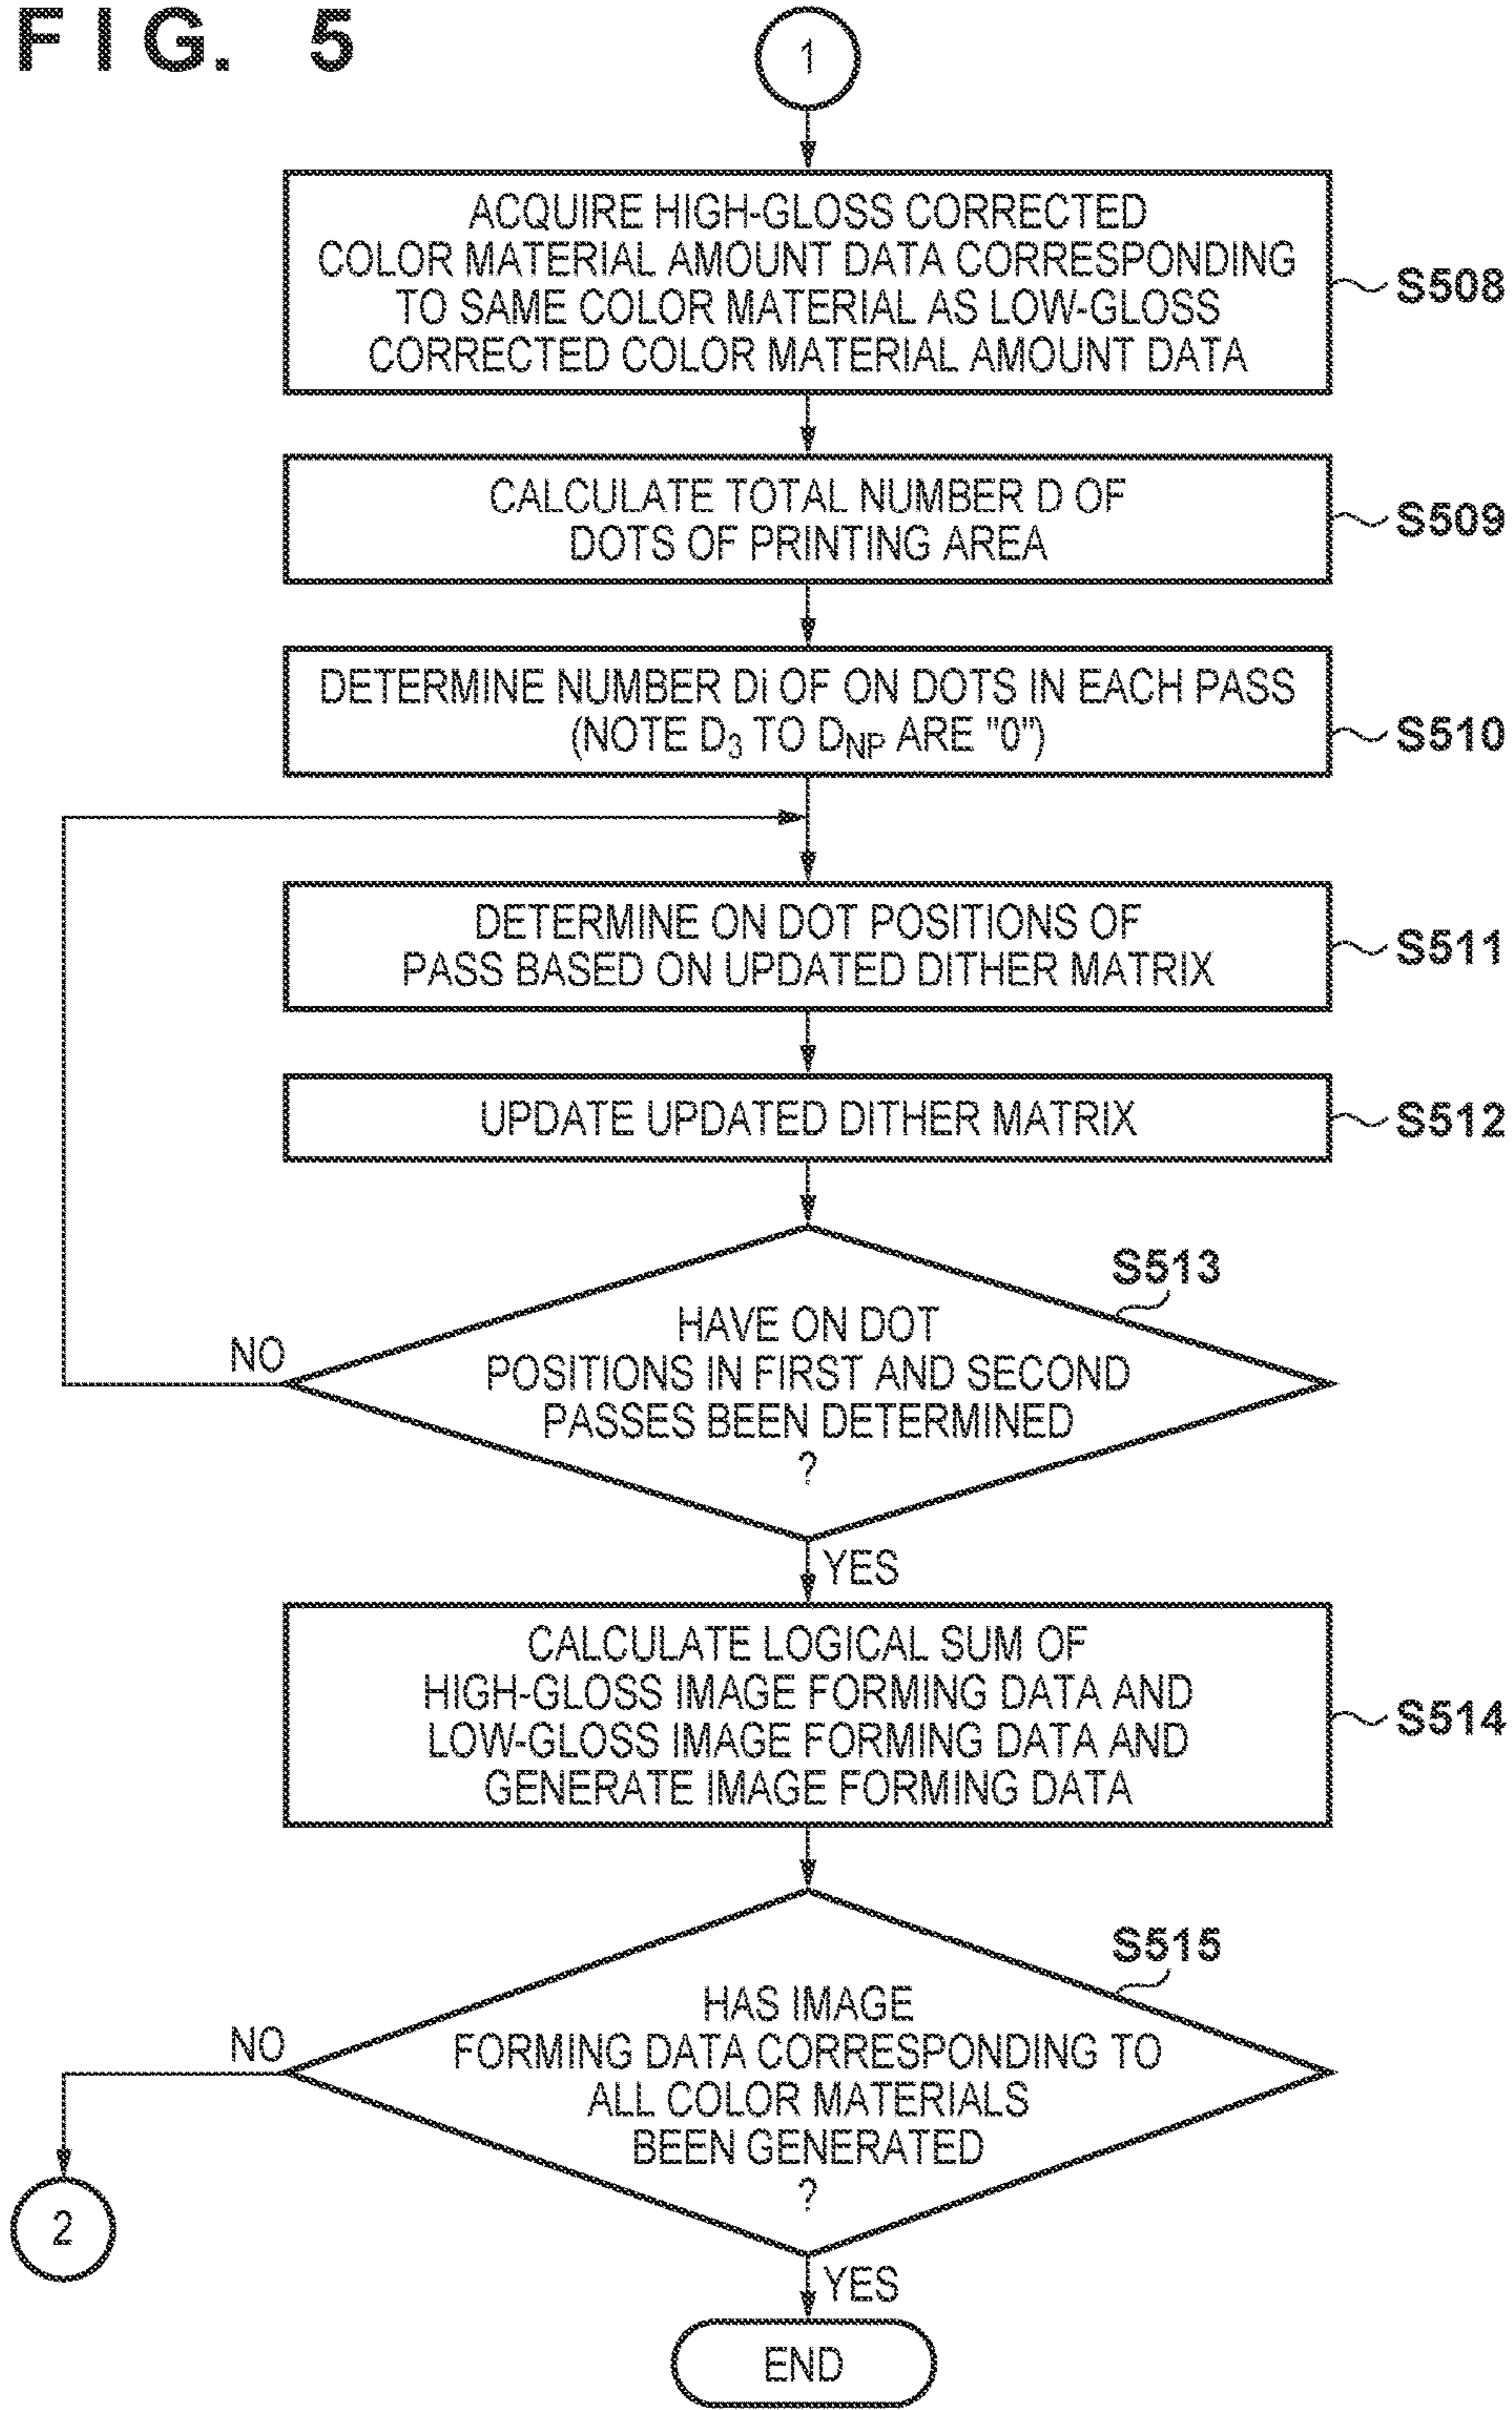 FIG. 5
1
ACQUIRE HIGH-GLOSS CORRECTED
COLOR MATERIAL AMOUNT DATA CORRESPONDING
TO SAME COLOR MATERIAL AS LOW-GLOSS
CORRECTED COLOR MATERIAL AMOUNT DATA
S508
CALCULATE TOTAL NUMBER D OF
DOTS OF PRINTING AREA
S509
DETERMINE NUMBER Di OF ON DOTS IN EACH PASS
(NOTE D3 TO DNP ARE "0")
S510
DETERMINE ON DOT POSITIONS OF
PASS BASED ON UPDATED DITHER MATRIX
S511
UPDATE UPDATED DITHER MATRIX
S512
S513
HAVE ON DOT
POSITIONS IN FIRST AND SECOND
PASSES BEEN DETERMINED
?
NO
YES
CALCULATE LOGICAL SUM OF
HIGH-GLOSS IMAGE FORMING DATA AND
LOW-GLOSS IMAGE FORMING DATA AND
GENERATE IMAGE FORMING DATA
S514
S515
HAS IMAGE
FORMING DATA CORRESPONDING TO
ALL COLOR MATERIALS
BEEN GENERATED
?
NO
2
YES
END